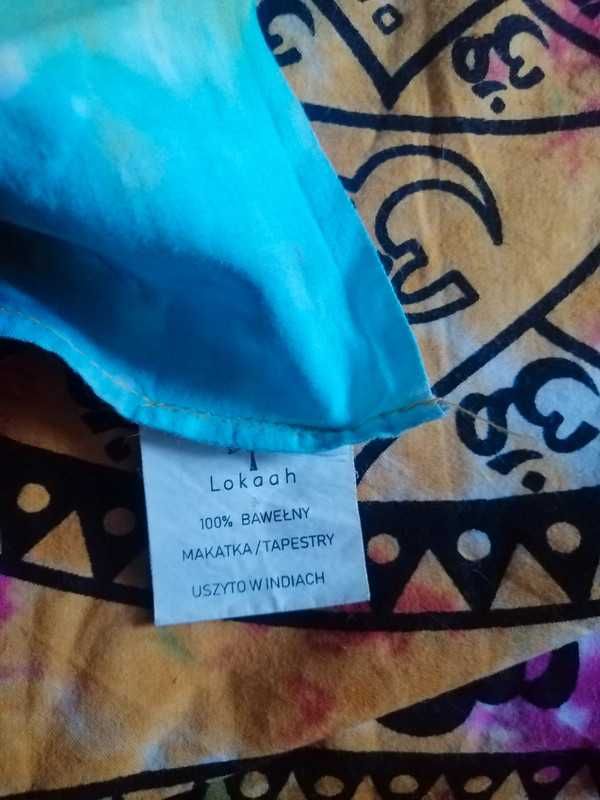 Lokaah
100% BAWEŁNY
MAKATKA/TAPESTRY
USZYTO W INDIACH